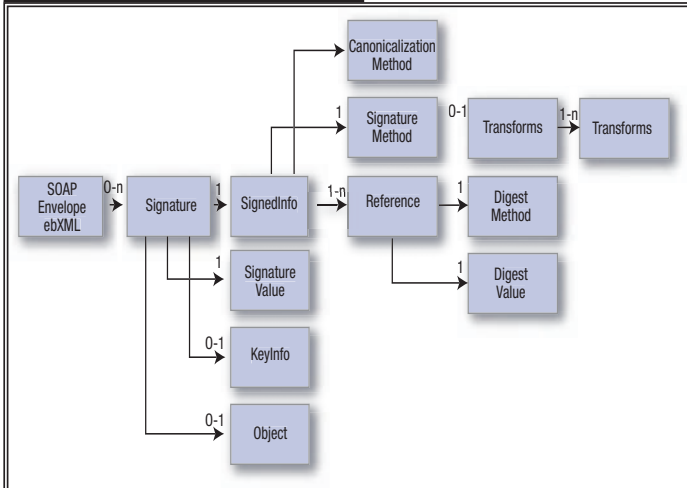 Canonicalization
Method
1
Signature
Method
0-1
Transforms
1-n
Transforms
SOAP
Envelope
ebXML
0-n
Signature
1
SignedInfo
1-n
Reference
1
Digest
Method
1
Signature
Value
1
Digest
Value
0-1
KeyInfo
0-1
Object